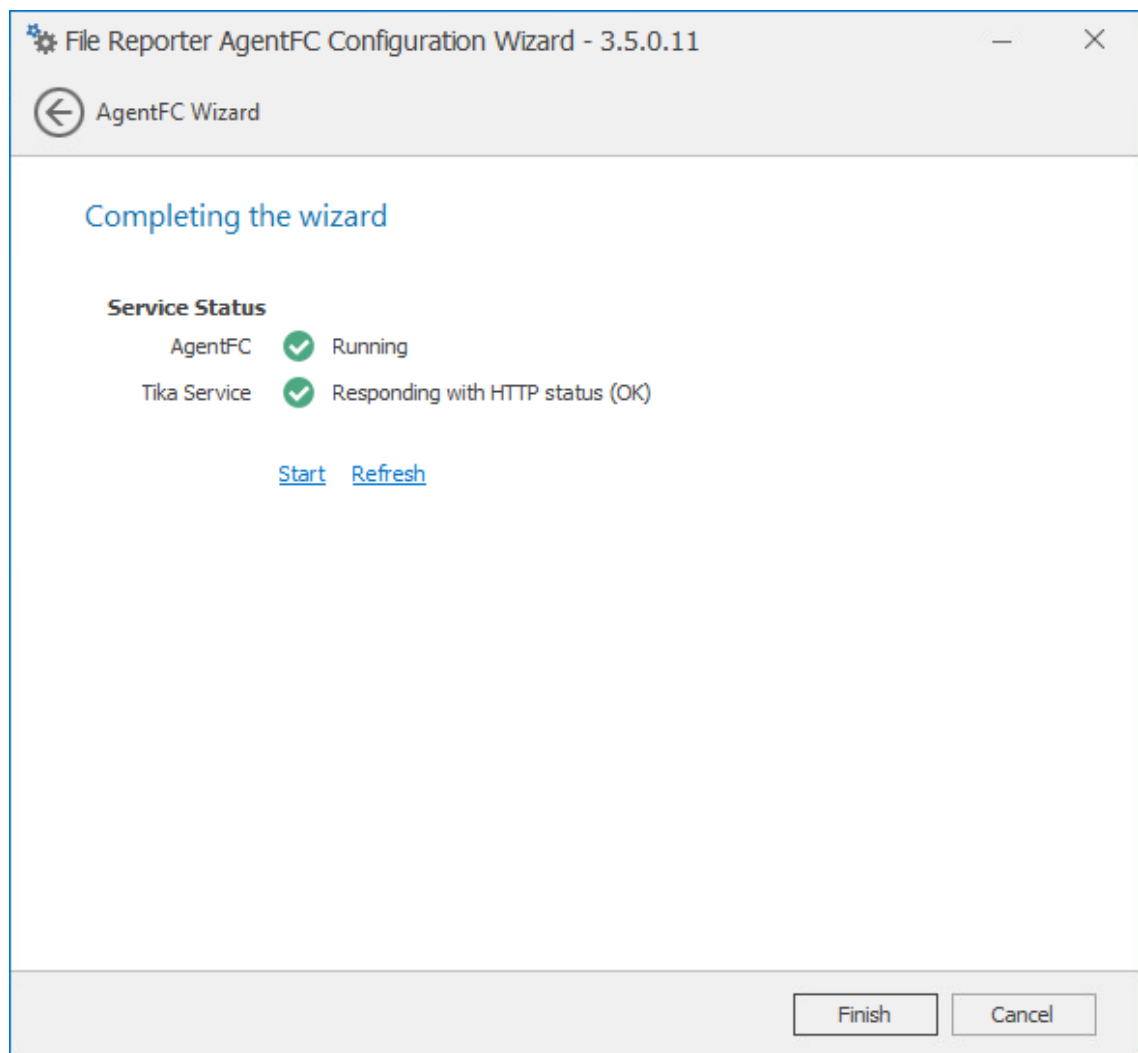 File Reporter AgentFC Configuration Wizard - 3.5.0.11
AgentFC Wizard
Completing the wizard
Service Status
AgentFC Running
Tika Service Responding with HTTP status (OK)
Start Refresh
Finish Cancel